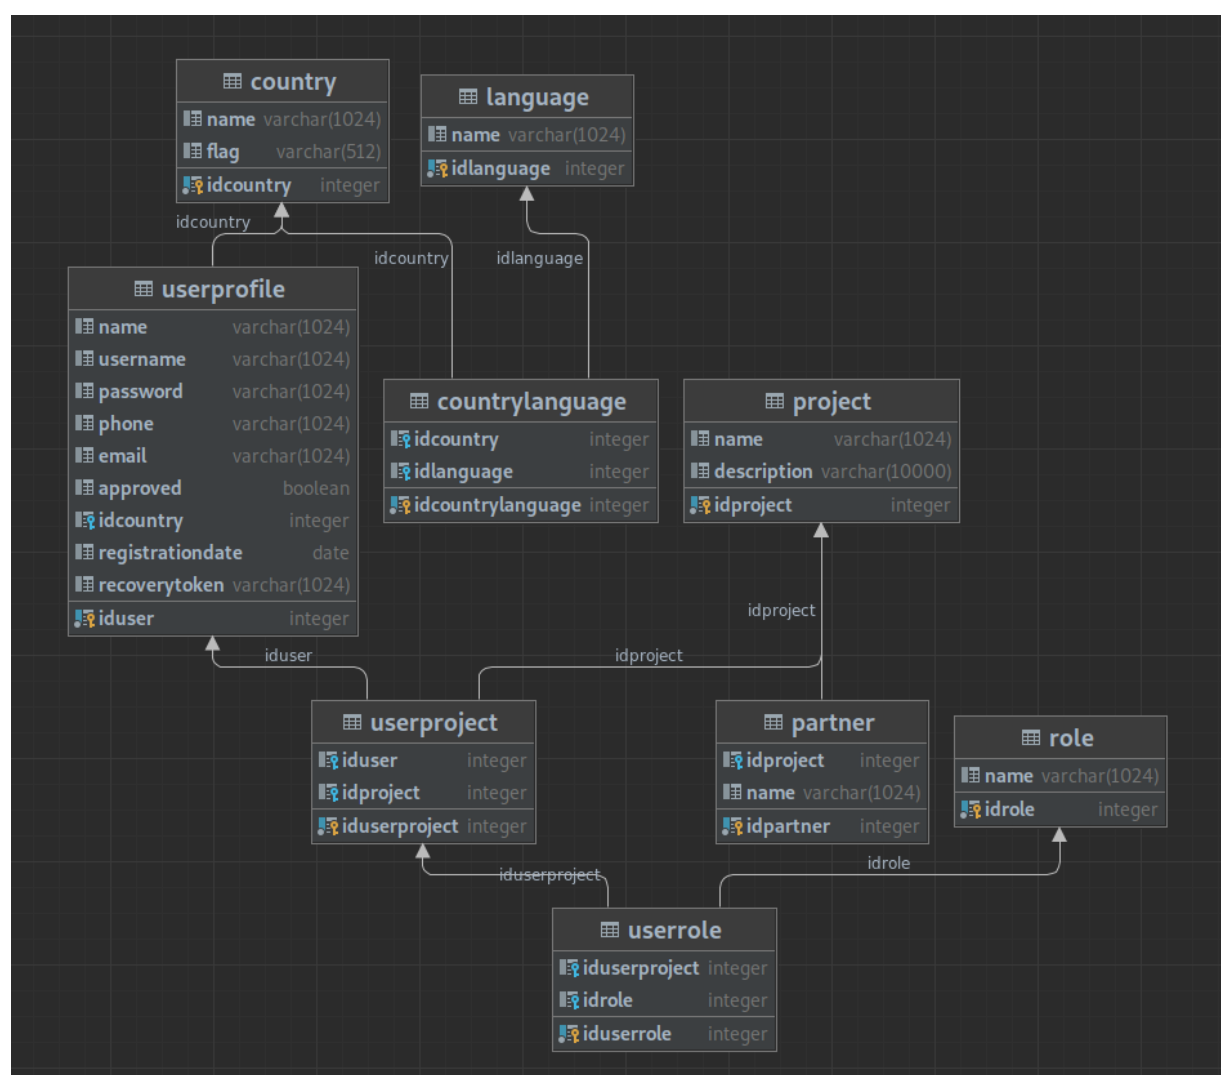 country
name varchar(1024)
flag varchar(512)
idcountry integer
language
name varchar(1024)
idlanguage integer
idcountry
idcountry
idlanguage
userprofile
name varchar(1024)
username varchar(1024)
password varchar(1024)
phone varchar(1024)
email varchar(1024)
approved boolean
idcountry integer
registrationdate date
recoverytoken varchar(1024)
iduser integer
countrylanguage
idcountry integer
idlanguage integer
idcountrylanguage integer
project
name varchar(1024)
description varchar(10000)
idproject integer
idproject
iduser
idproject
userproject
iduser integer
idproject integer
iduserproject integer
partner
idproject integer
name varchar(1024)
idpartner integer
role
name varchar(1024)
idrole integer
iduserproject
idrole
userrole
iduserproject integer
idrole integer
iduserrole integer